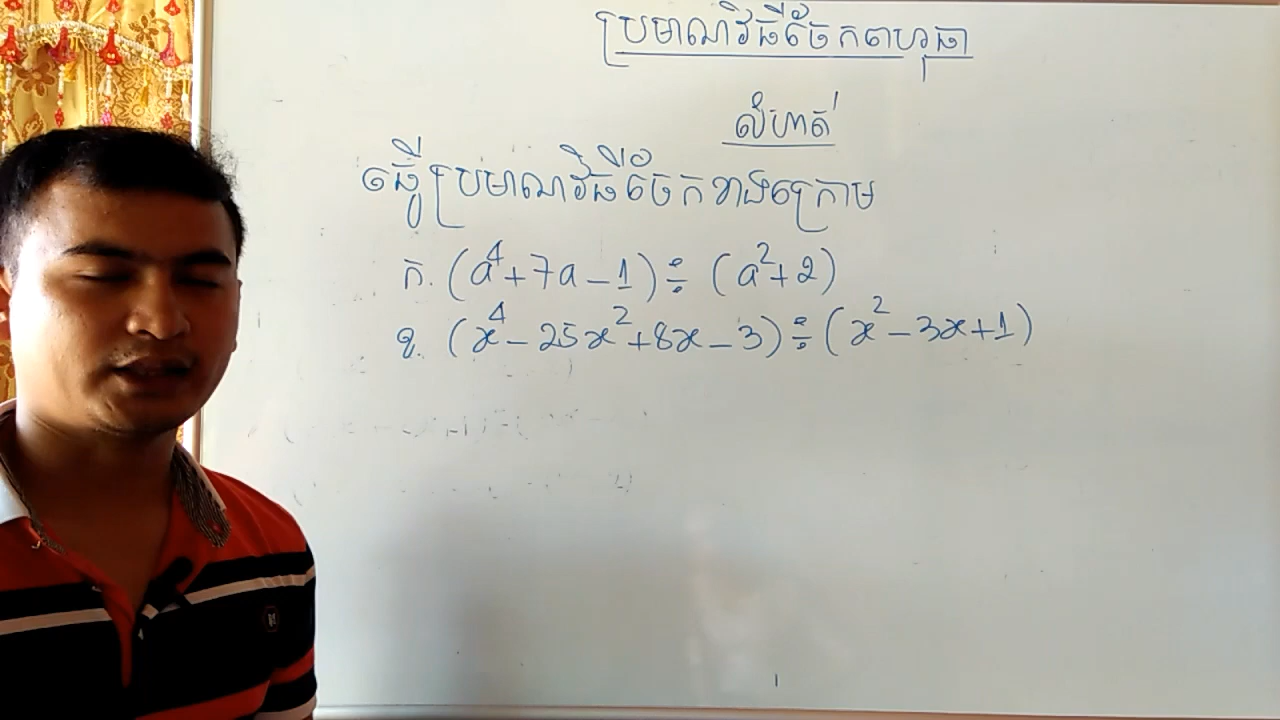 ប្រមាណវិធីចែកពហុធា
លំហាត់
ធ្វើប្រមាណវិធីចែកខាងក្រោម
ក. (a⁴+7a-1)÷(a²+2)
ខ. (x⁴-25x²+8x-3)÷(x²-3x+1)